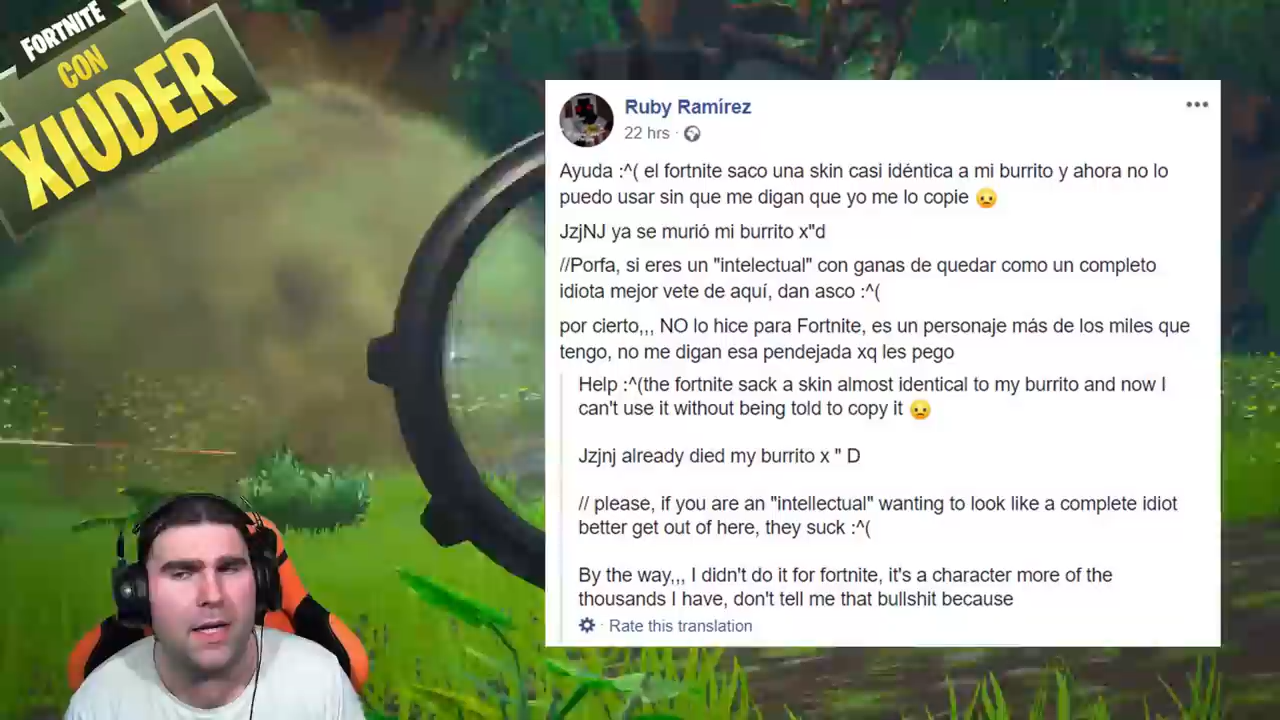 FORTNITE
CON
XIUDER
Ruby Ramírez
22 hrs ·
Ayuda :^( el fortnite saco una skin casi idéntica a mi burrito y ahora no lo
puedo usar sin que me digan que yo me lo copie 😳
JzjNJ ya se murió mi burrito x"d
//Porfa, si eres un "intelectual" con ganas de quedar como un completo
idiota mejor vete de aquí, dan asco :^(
por cierto,,, NO lo hice para Fortnite, es un personaje más de los miles que
tengo, no me digan esa pendejada xq les pego
Help :^(the fortnite sack a skin almost identical to my burrito and now I
can't use it without being told to copy it 😳
Jzjnj already died my burrito x " D
// please, if you are an "intellectual" wanting to look like a complete idiot
better get out of here, they suck :^(
By the way,,, I didn't do it for fortnite, it's a character more of the
thousands I have, don't tell me that bullshit because
· Rate this translation